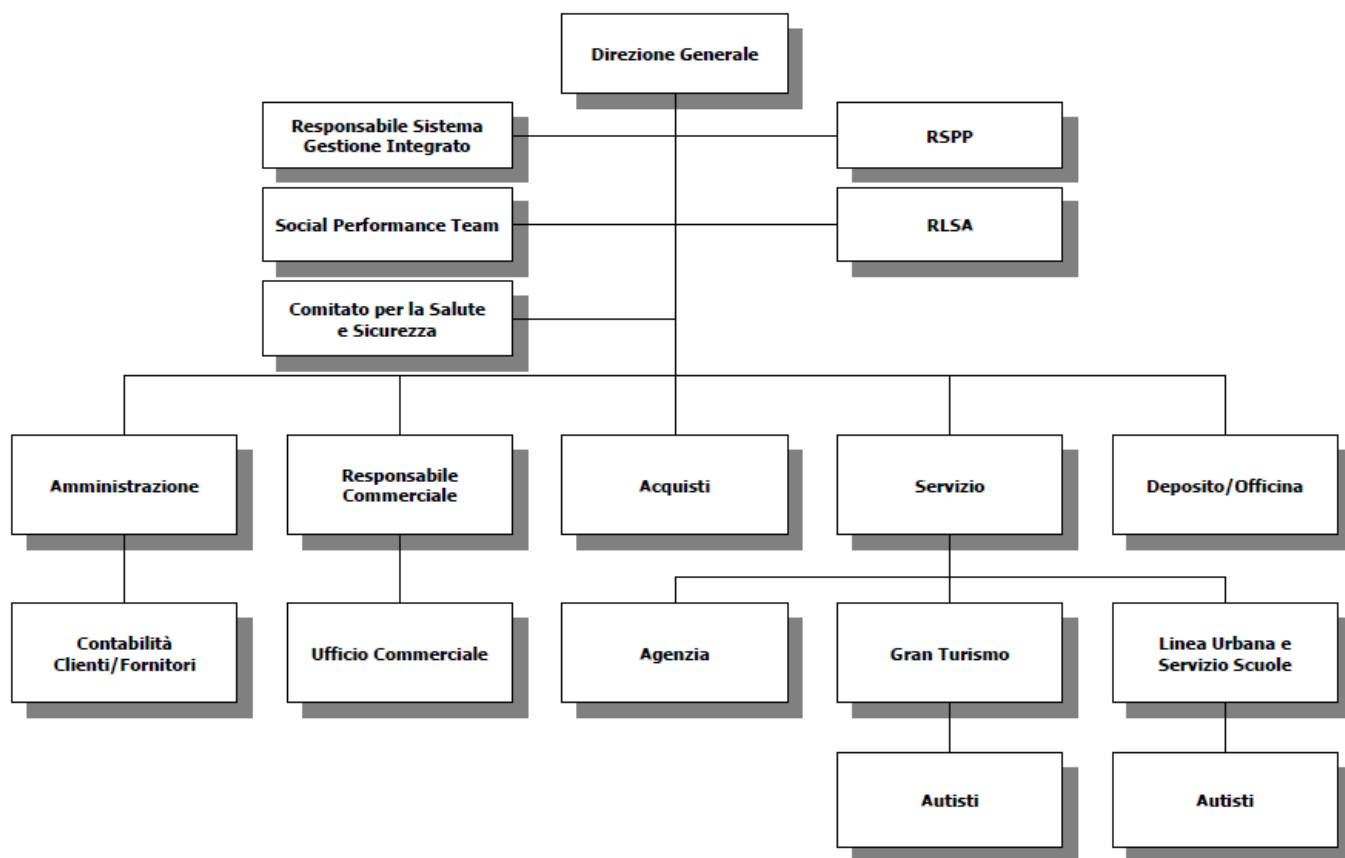 Direzione Generale
Responsabile Sistema
Gestione Integrato
RSPP
Social Performance Team
RLSA
Comitato per la Salute
e Sicurezza
Amministrazione
Responsabile
Commerciale
Acquisti
Servizio
Deposito/Officina
Contabilità
Clienti/Fornitori
Ufficio Commerciale
Agenzia
Gran Turismo
Linea Urbana e
Servizio Scuole
Autisti
Autisti